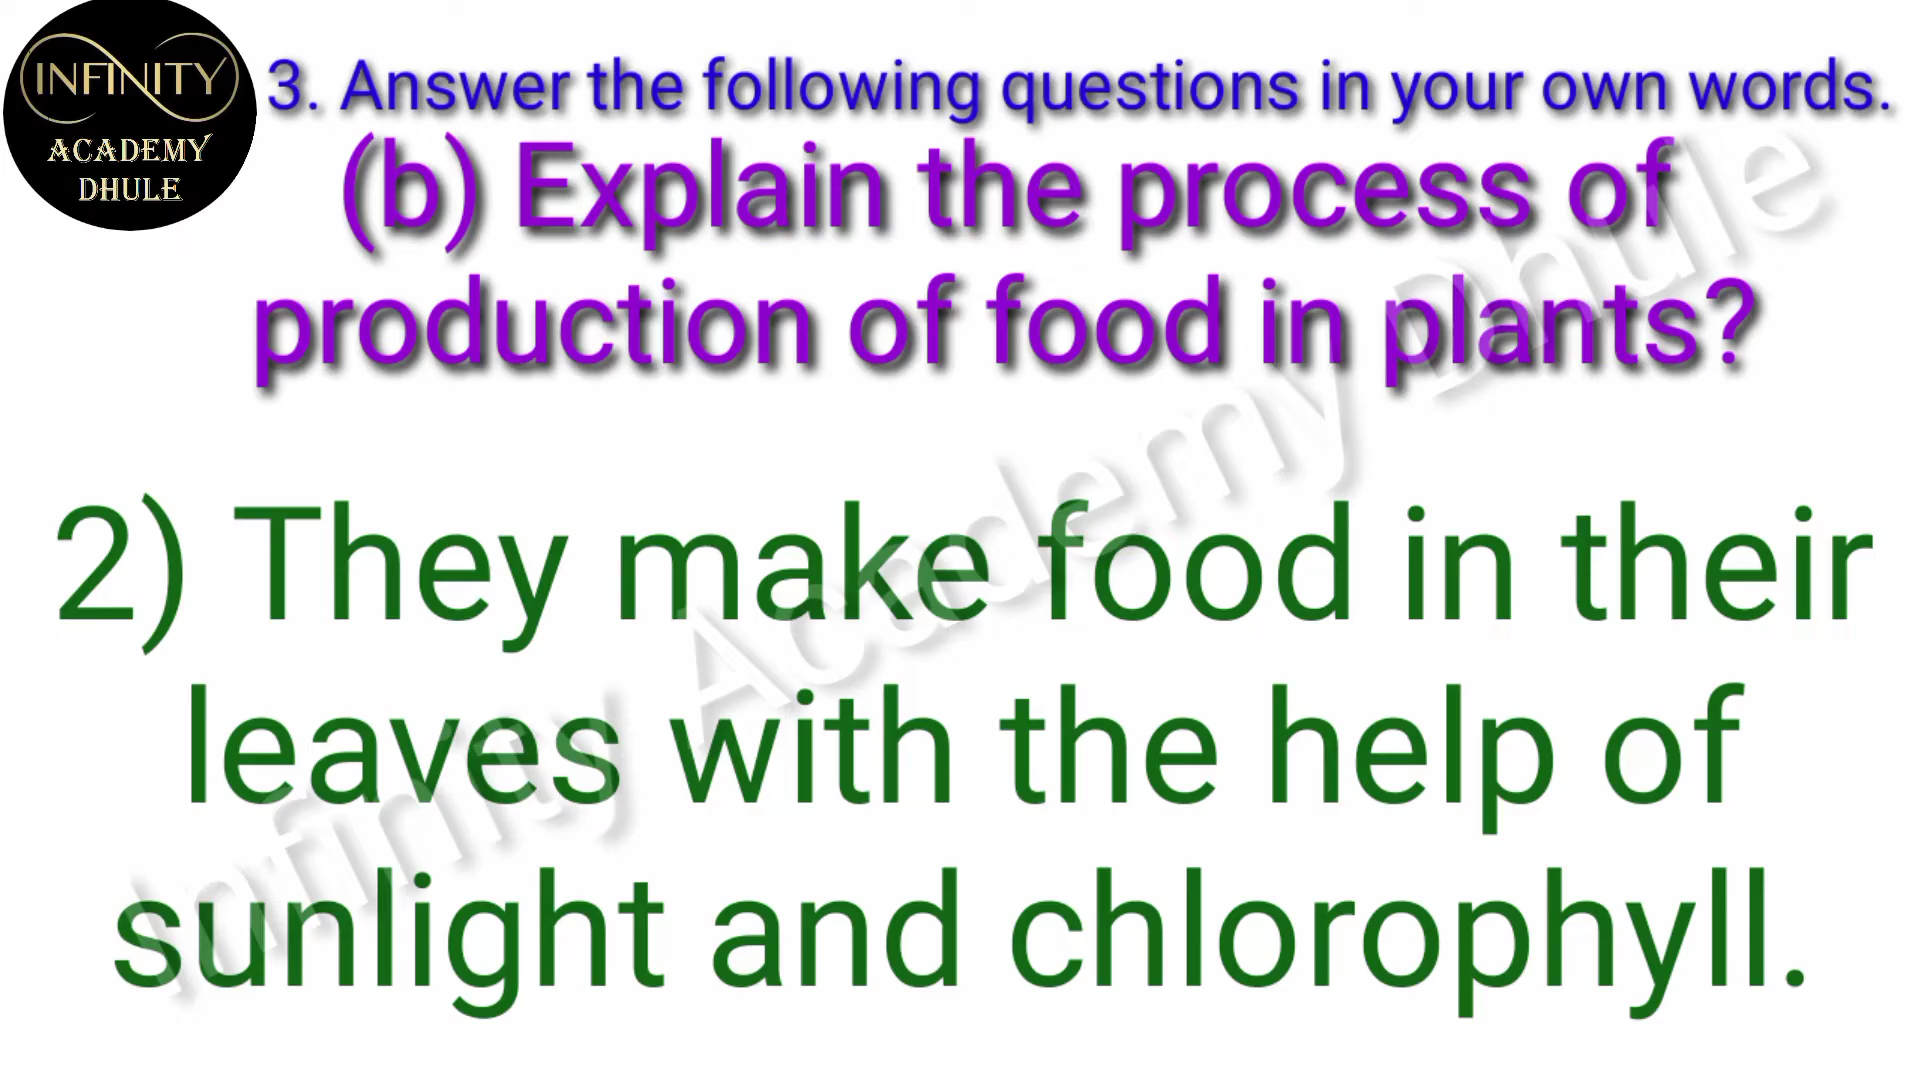 INFINITY
ACADEMY
DHULE
3. Answer the following questions in your own words.
(b) Explain the process of
production of food in plants?
2) They make food in their
leaves with the help of
sunlight and chlorophyll.
Infinity Academy Dhule